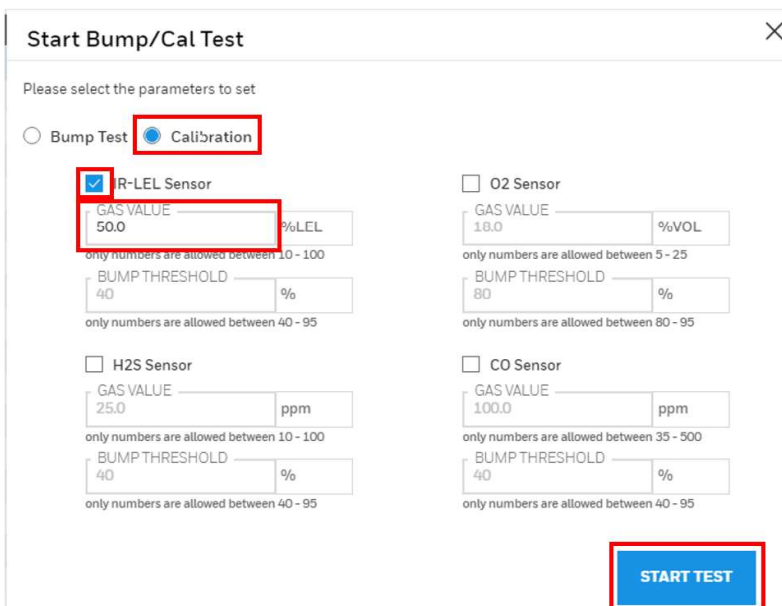 Start Bump/Cal Test
Please select the parameters to set
Bump Test Calibration
IR-LEL Sensor
GAS VALUE
50.0 %LEL
only numbers are allowed between 10 - 100
BUMP THRESHOLD
40 %
only numbers are allowed between 40 - 95
O2 Sensor
GAS VALUE
18.0 %VOL
only numbers are allowed between 5 - 25
BUMP THRESHOLD
80 %
only numbers are allowed between 80 - 95
H2S Sensor
GAS VALUE
25.0 ppm
only numbers are allowed between 10 - 100
BUMP THRESHOLD
40 %
only numbers are allowed between 40 - 95
CO Sensor
GAS VALUE
100.0 ppm
only numbers are allowed between 35 - 500
BUMP THRESHOLD
40 %
only numbers are allowed between 40 - 95
START TEST